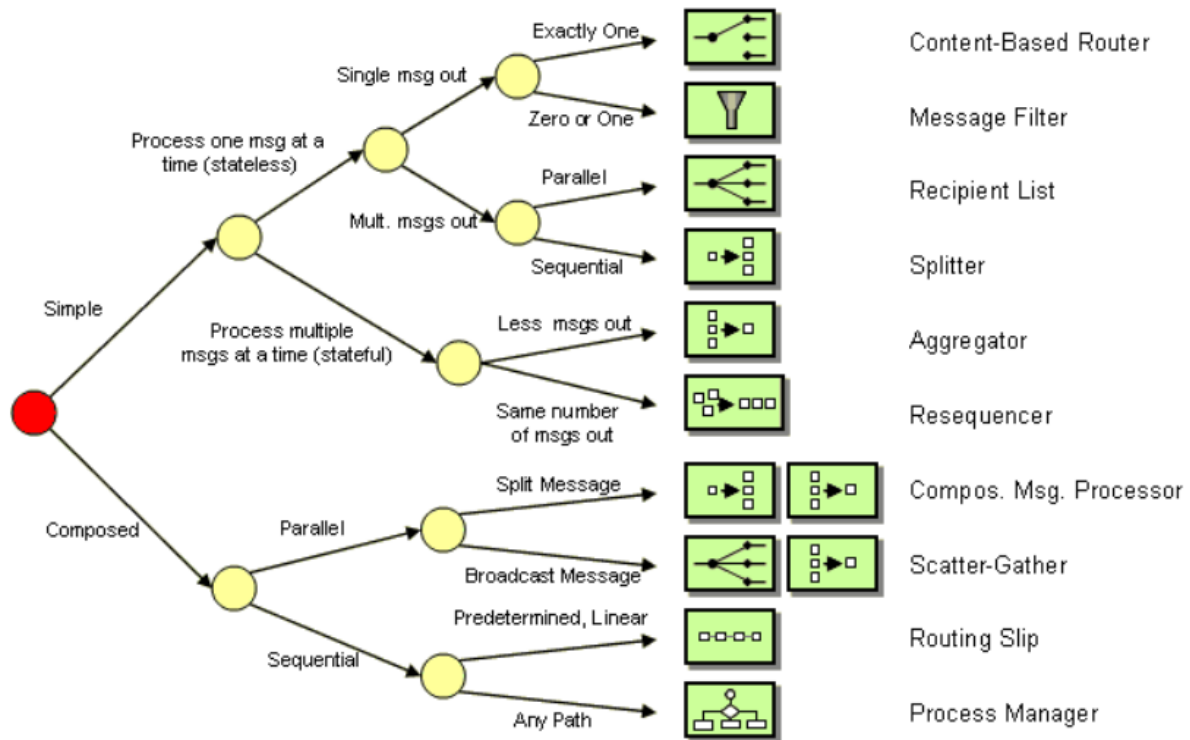 Exactly One
Content-Based Router
Single msg out
Zero or One
Message Filter
Process one msg at a
time (stateless)
Parallel
Recipient List
Mult. msgs out
Sequential
Splitter
Simple
Process multiple
msgs at a time (stateful)
Less msgs out
Aggregator
Same number
of msgs out
Resequencer
Composed
Parallel
Split Message
Compos. Msg. Processor
Broadcast Message
Scatter-Gather
Sequential
Predetermined, Linear
Routing Slip
Any Path
Process Manager